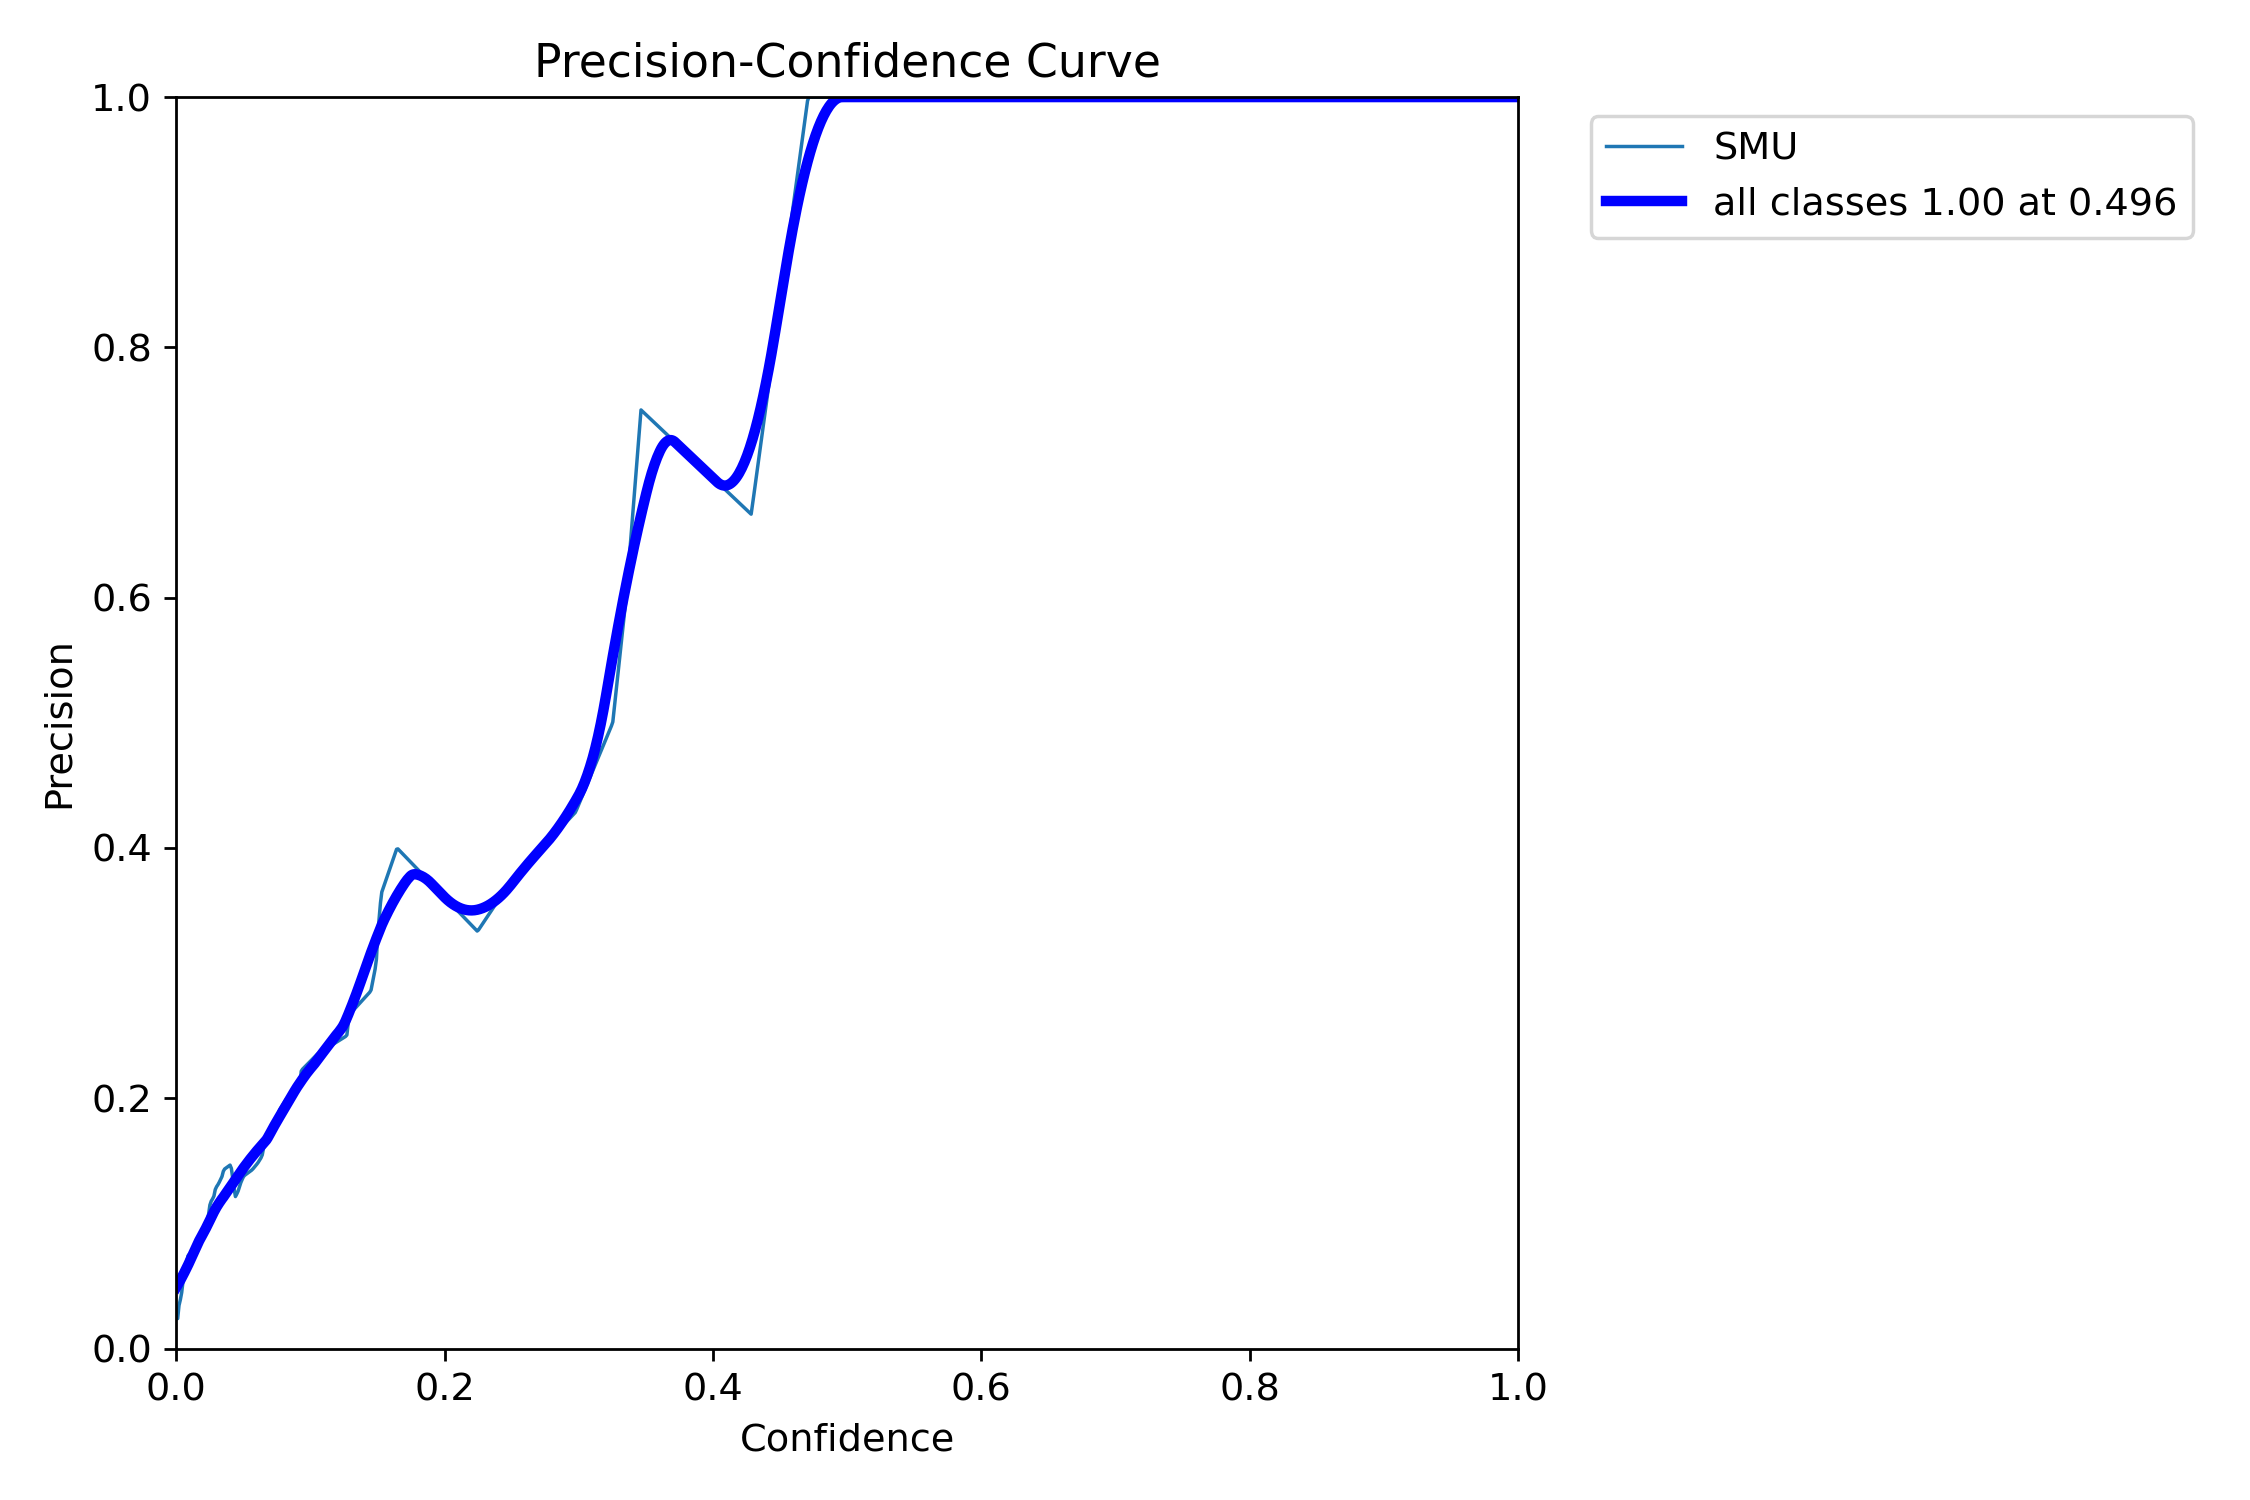 Precision-Confidence Curve
1.0
0.8
0.6
0.4
0.2
0.0
Precision
0.0 0.2 0.4 0.6 0.8 1.0
Confidence
SMU
all classes 1.00 at 0.496